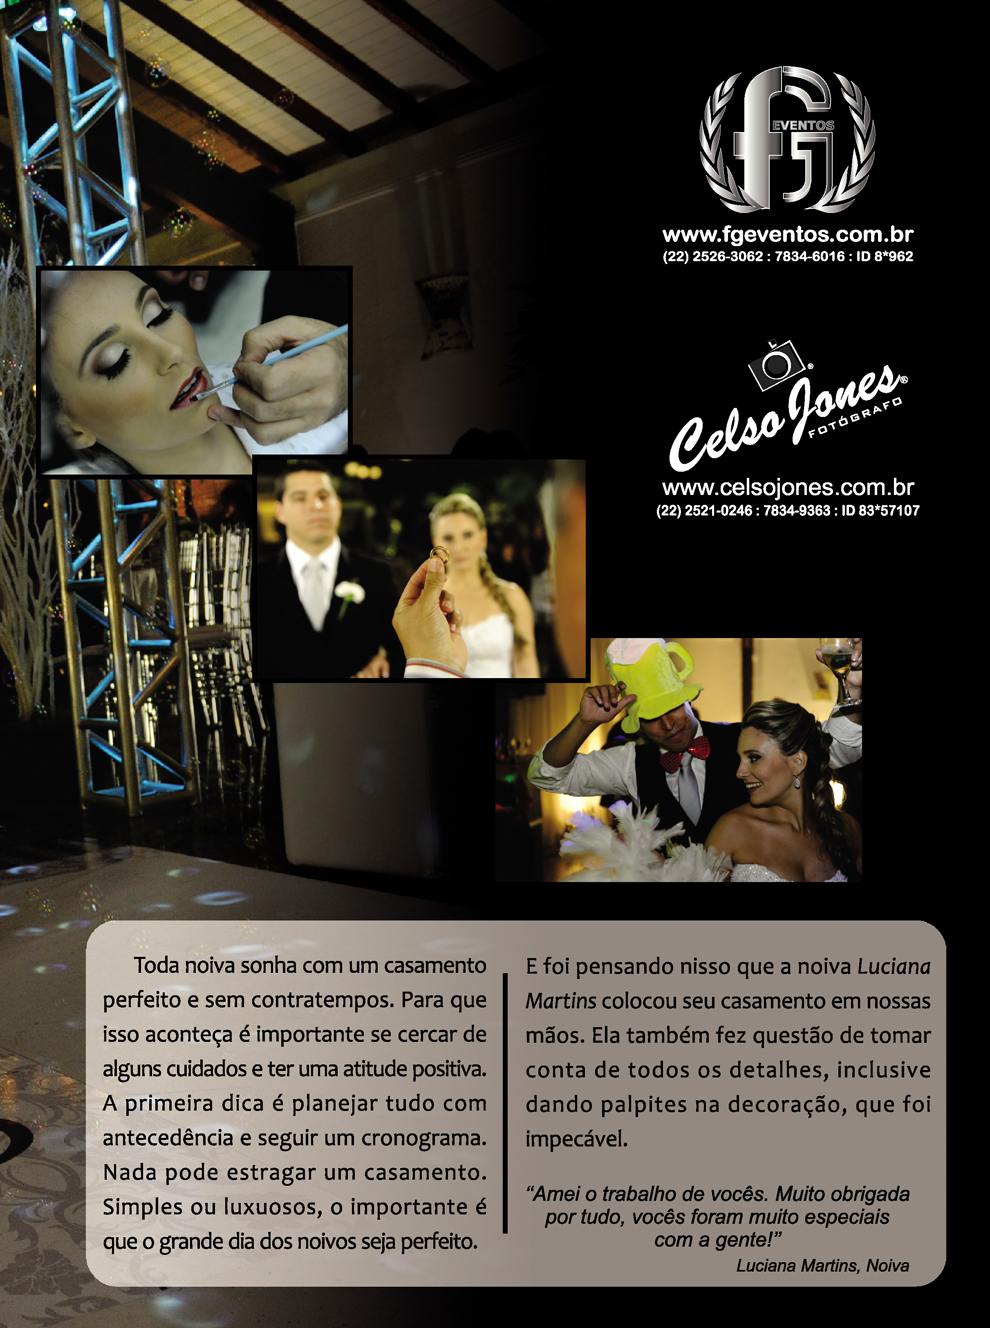 fG
EVENTOS
www.fgeventos.com.br
(22) 2526-3062 : 7834-6016 : ID 8*962
Celso Jones®
FOTÓGRAFO
www.celsojones.com.br
(22) 2521-0246 : 7834-9363 : ID 83*57107
Toda noiva sonha com um casamento
perfeito e sem contratempos. Para que
isso aconteça é importante se cercar de
alguns cuidados e ter uma atitude positiva.
A primeira dica é planejar tudo com
antecedência e seguir um cronograma.
Nada pode estragar um casamento.
Simples ou luxuosos, o importante é
que o grande dia dos noivos seja perfeito.
E foi pensando nisso que a noiva Luciana
Martins colocou seu casamento em nossas
mãos. Ela também fez questão de tomar
conta de todos os detalhes, inclusive
dando palpites na decoração, que foi
impecável.
“Amei o trabalho de vocês. Muito obrigada
por tudo, vocês foram muito especiais
com a gente!”
Luciana Martins, Noiva